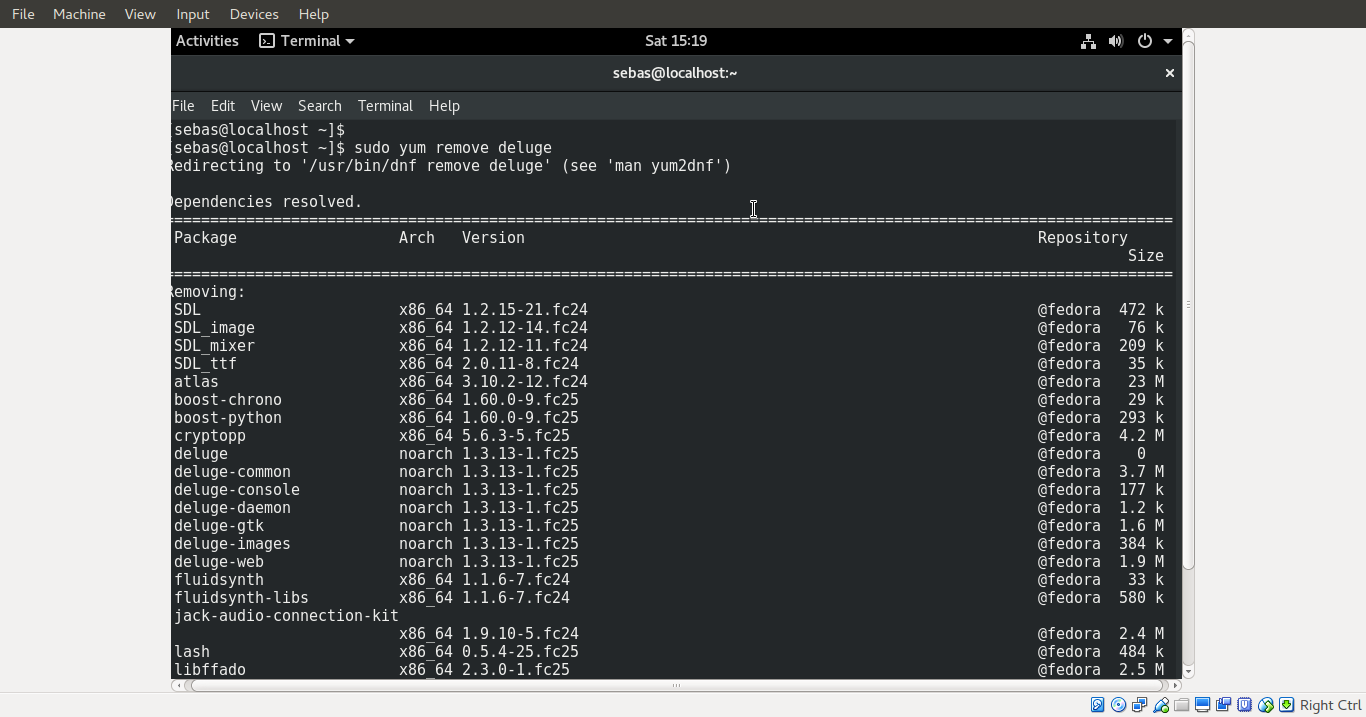 File Machine View Input Devices Help
Activities Terminal Sat 15:19
sebas@localhost:~ ×
File Edit View Search Terminal Help
[sebas@localhost ~]$
[sebas@localhost ~]$ sudo yum remove deluge
Redirecting to '/usr/bin/dnf remove deluge' (see 'man yum2dnf')
Dependencies resolved.
================================================================================================================
Package Arch Version Repository
Size
================================================================================================================
Removing:
SDL x86_64 1.2.15-21.fc24 @fedora 472 k
SDL_image x86_64 1.2.12-14.fc24 @fedora 76 k
SDL_mixer x86_64 1.2.12-11.fc24 @fedora 209 k
SDL_ttf x86_64 2.0.11-8.fc24 @fedora 35 k
atlas x86_64 3.10.2-12.fc24 @fedora 23 M
boost-chrono x86_64 1.60.0-9.fc25 @fedora 29 k
boost-python x86_64 1.60.0-9.fc25 @fedora 293 k
cryptopp x86_64 5.6.3-5.fc25 @fedora 4.2 M
deluge noarch 1.3.13-1.fc25 @fedora 0
deluge-common noarch 1.3.13-1.fc25 @fedora 3.7 M
deluge-console noarch 1.3.13-1.fc25 @fedora 177 k
deluge-daemon noarch 1.3.13-1.fc25 @fedora 1.2 k
deluge-gtk noarch 1.3.13-1.fc25 @fedora 1.6 M
deluge-images noarch 1.3.13-1.fc25 @fedora 384 k
deluge-web noarch 1.3.13-1.fc25 @fedora 1.9 M
fluidsynth x86_64 1.1.6-7.fc24 @fedora 33 k
fluidsynth-libs x86_64 1.1.6-7.fc24 @fedora 580 k
jack-audio-connection-kit
x86_64 1.9.10-5.fc24 @fedora 2.4 M
lash x86_64 0.5.4-25.fc25 @fedora 484 k
libffado x86_64 2.3.0-1.fc25 @fedora 2.5 M
Right Ctrl